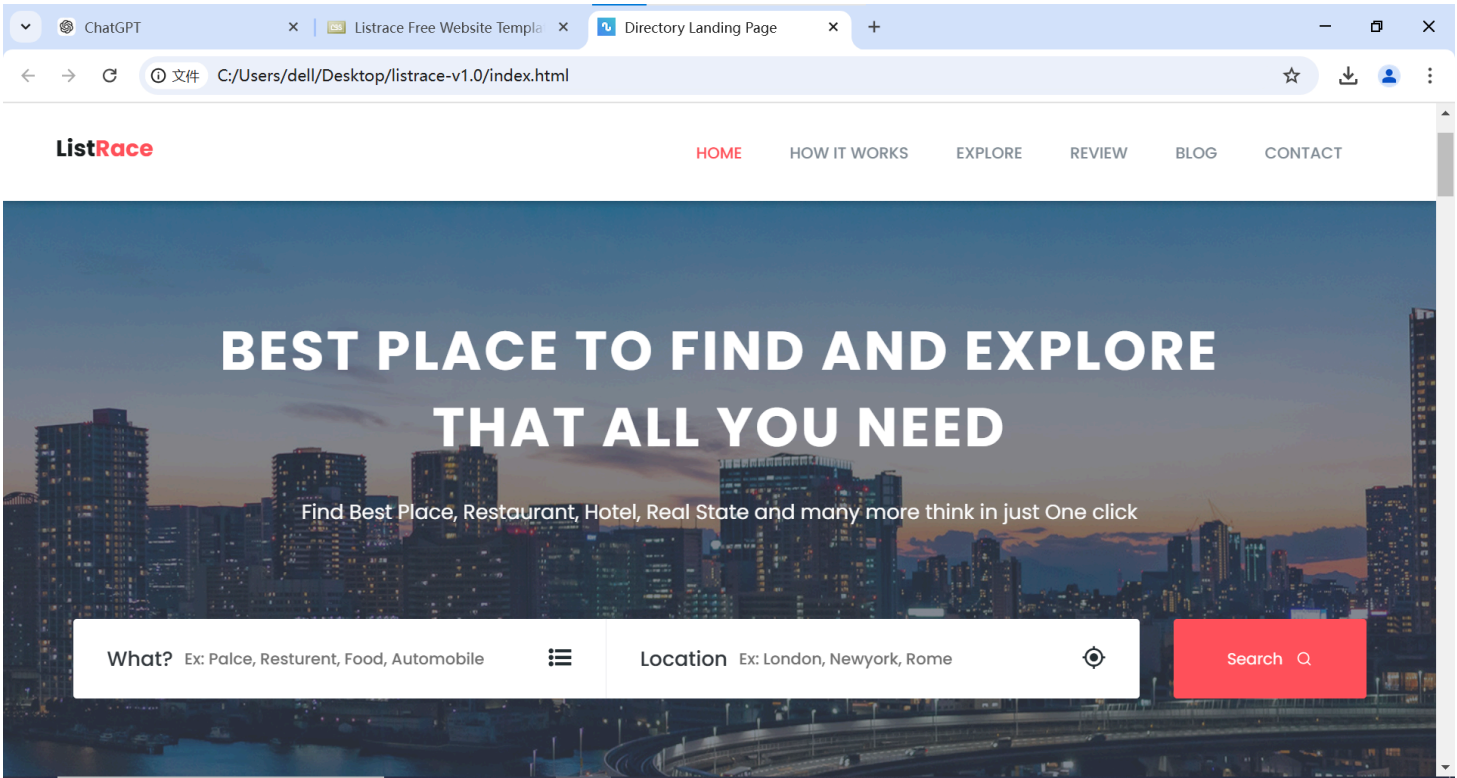 ChatGPT
Listrace Free Website Templa
Directory Landing Page
文件 C:/Users/dell/Desktop/listrace-v1.0/index.html
ListRace
HOME HOW IT WORKS EXPLORE REVIEW BLOG CONTACT
BEST PLACE TO FIND AND EXPLORE
THAT ALL YOU NEED
Find Best Place, Restaurant, Hotel, Real State and many more think in just One click
What? Ex: Palce, Resturent, Food, Automobile Location Ex: London, Newyork, Rome Search